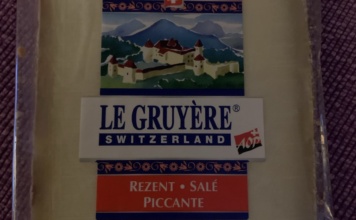 LE GRUYÈRE®
SWITZERLAND
AOP
REZENT • SALÉ
PICCANTE